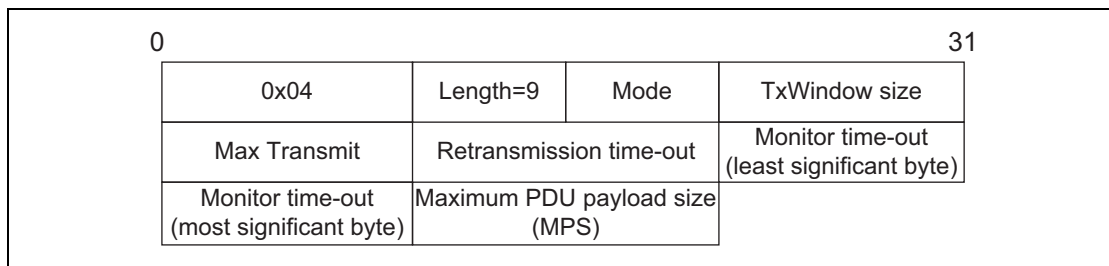 0 31
0x04 Length=9 Mode TxWindow size
Max Transmit Retransmission time-out Monitor time-out
(least significant byte)
Monitor time-out
(most significant byte)
Maximum PDU payload size
(MPS)